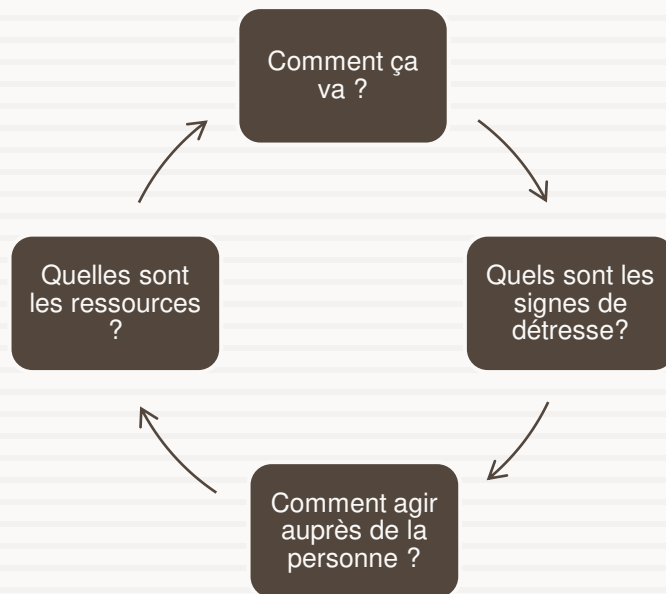 Comment ça
va ?
Quels sont les
signes de
détresse?
Comment agir
auprès de la
personne ?
Quelles sont
les ressources
?